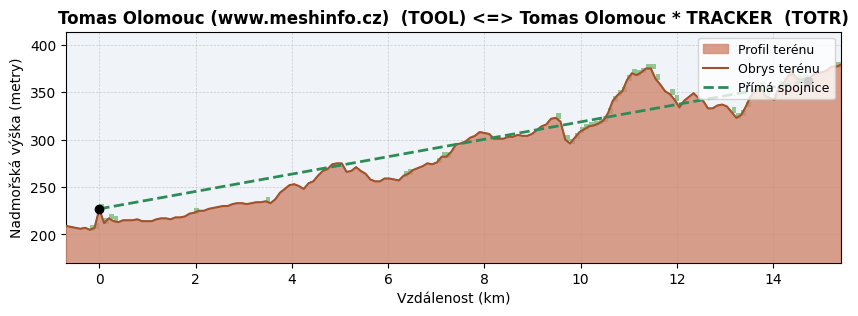 Tomas Olomouc (www.meshinfo.cz)  (TOOL) <=> Tomas Olomouc * TRACKER  (TOTR)
Nadmořská výška (metry)
400
350
300
250
200
Profil terénu
Obrys terénu
Přímá spojnice
0
2
4
6
8
10
12
14
Vzdálenost (km)